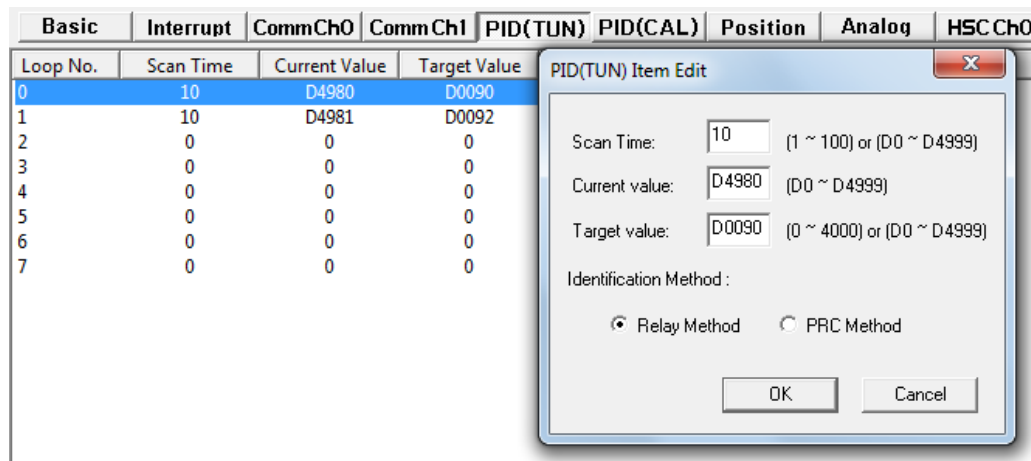 Basic Interrupt CommCh0 CommCh1 PID(TUN) PID(CAL) Position Analog HSCCh0
Loop No. Scan Time Current Value Target Value
0 10 D4980 D0090
1 10 D4981 D0092
2 0 0 0
3 0 0 0
4 0 0 0
5 0 0 0
6 0 0 0
7 0 0 0
PID(TUN) Item Edit
Scan Time: 10 (1 ~ 100) or (D0 ~ D4999)
Current value: D4980 (D0 ~ D4999)
Target value: D0090 (0 ~ 4000) or (D0 ~ D4999)
Identification Method :
Relay Method PRC Method
OK Cancel